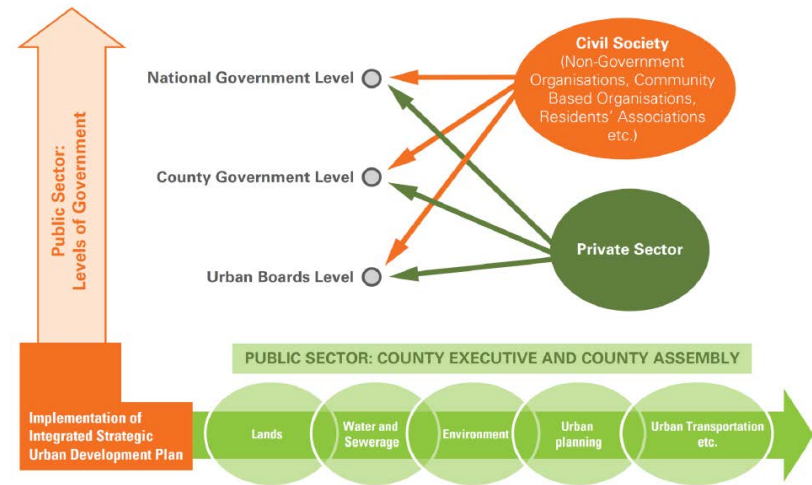 Public Sector:
Levels of Government
National Government Level
County Government Level
Urban Boards Level
Civil Society
(Non-Government
Organisations, Community
Based Organisations,
Residents’ Associations
etc.)
Private Sector
PUBLIC SECTOR: COUNTY EXECUTIVE AND COUNTY ASSEMBLY
Implementation of
Integrated Strategic
Urban Development Plan
Lands
Water and
Sewerage
Environment
Urban
planning
Urban Transportation
etc.